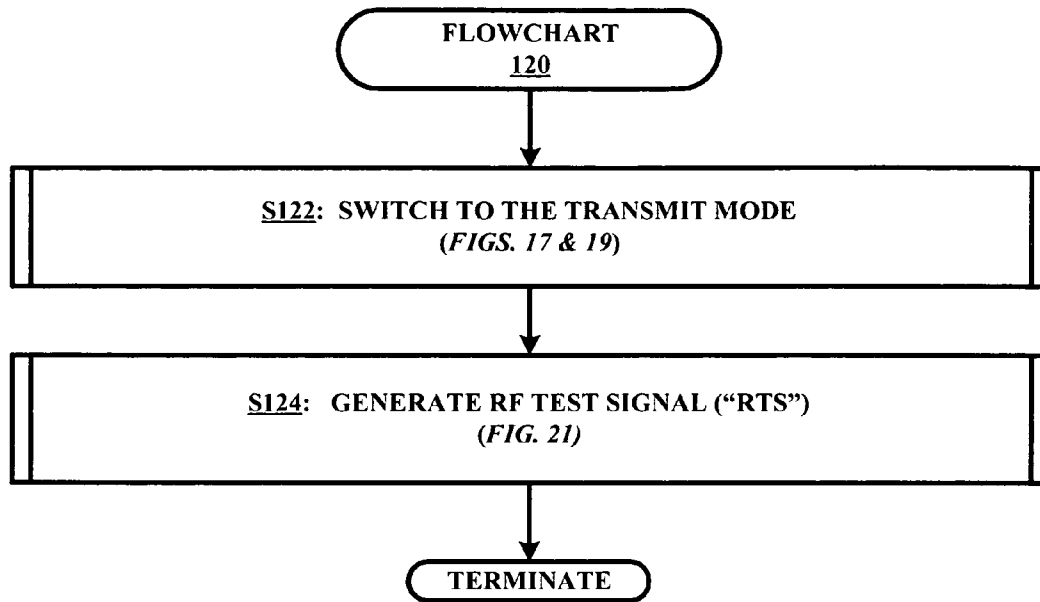 FLOWCHART
120
S122: SWITCH TO THE TRANSMIT MODE
(FIGS. 17 & 19)
S124: GENERATE RF TEST SIGNAL (“RTS”)
(FIG. 21)
TERMINATE